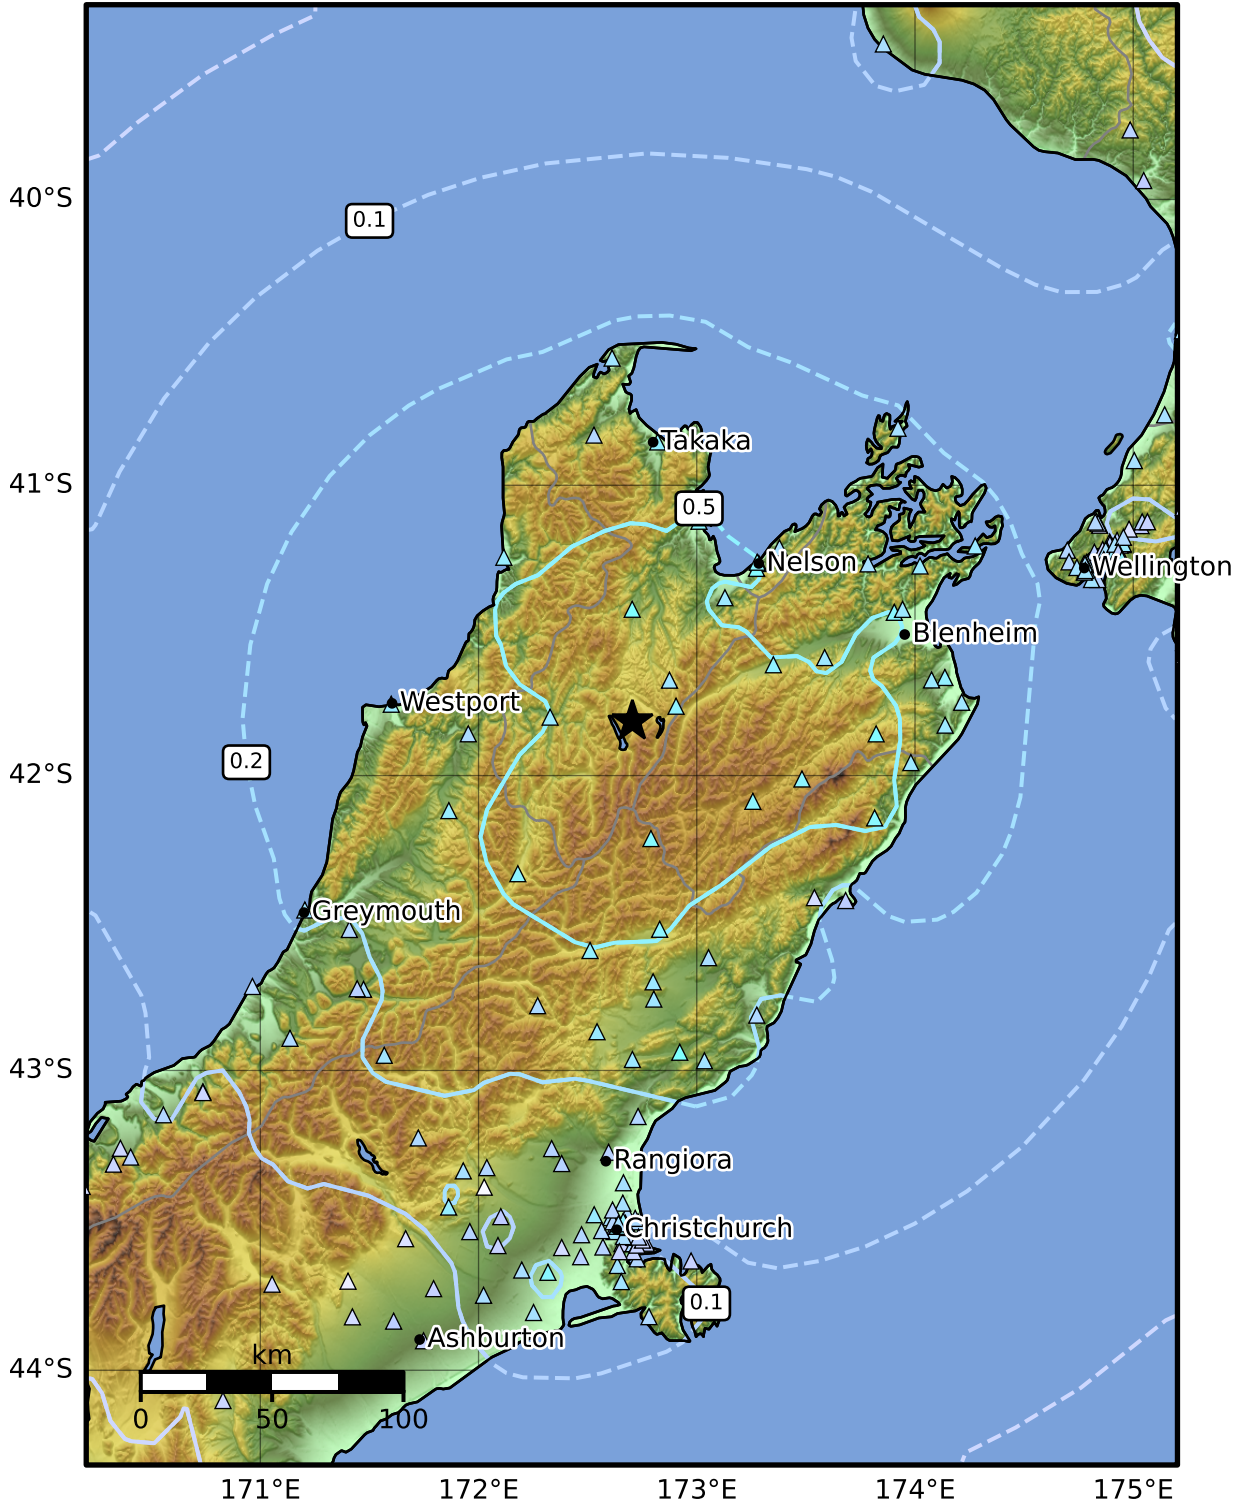 40°S
0.1
Takaka
41°S
0.5
Nelson
Wellington
Blenheim
Westport
0.2
42°S
Greymouth
43°S
Rangiora
Christchurch
0.1
Ashburton
km
44°S
0 50 100
171°E 172°E 173°E 174°E 175°E